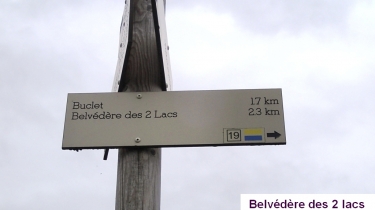 Buclet 1.7 km
Belvédère des 2 Lacs 2.3 km
19
Belvédère des 2 lacs